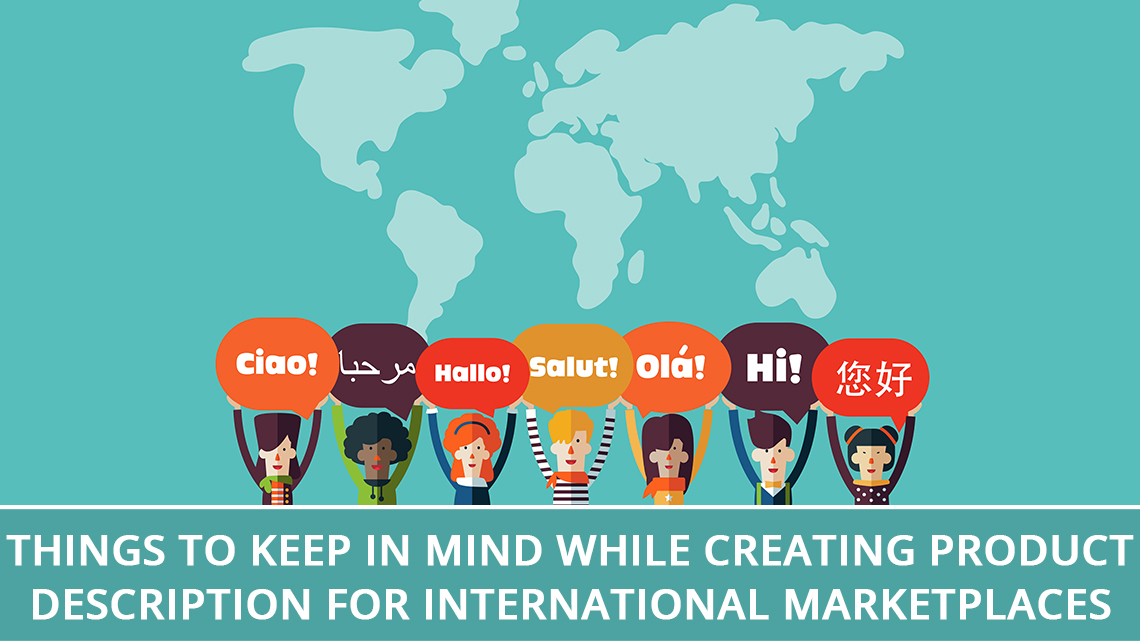 Ciao!
مرحبا
Hallo!
Salut!
Olá!
Hi!
您好
THINGS TO KEEP IN MIND WHILE CREATING PRODUCT
DESCRIPTION FOR INTERNATIONAL MARKETPLACES